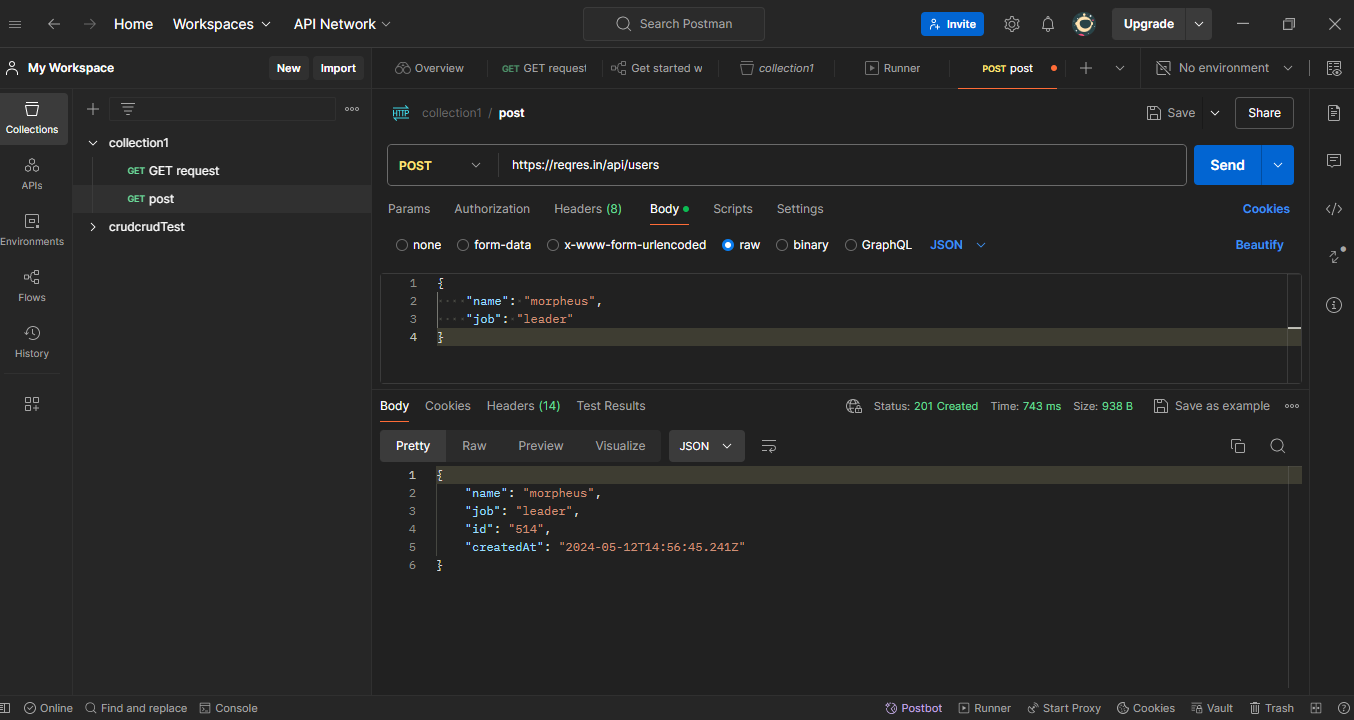 Home Workspaces API Network Search Postman Invite Upgrade
My Workspace New Import Overview GET GET request Get started w collection1 Runner POST post No environment
Collections
APIs
Environments
Flows
History
collection1
GET GET request
GET post
crudcrudTest
HTTP collection1 / post Save Share
POST https://reqres.in/api/users Send
Params Authorization Headers (8) Body Scripts Settings Cookies
none form-data x-www-form-urlencoded raw binary GraphQL JSON Beautify
1 {
2 "name": "morpheus",
3 "job": "leader"
4 }
Body Cookies Headers (14) Test Results Status: 201 Created Time: 743 ms Size: 938 B Save as example
Pretty Raw Preview Visualize JSON
1 {
2 "name": "morpheus",
3 "job": "leader",
4 "id": "514",
5 "createdAt": "2024-05-12T14:56:45.241Z"
6 }
Online Find and replace Console Postbot Runner Start Proxy Cookies Vault Trash